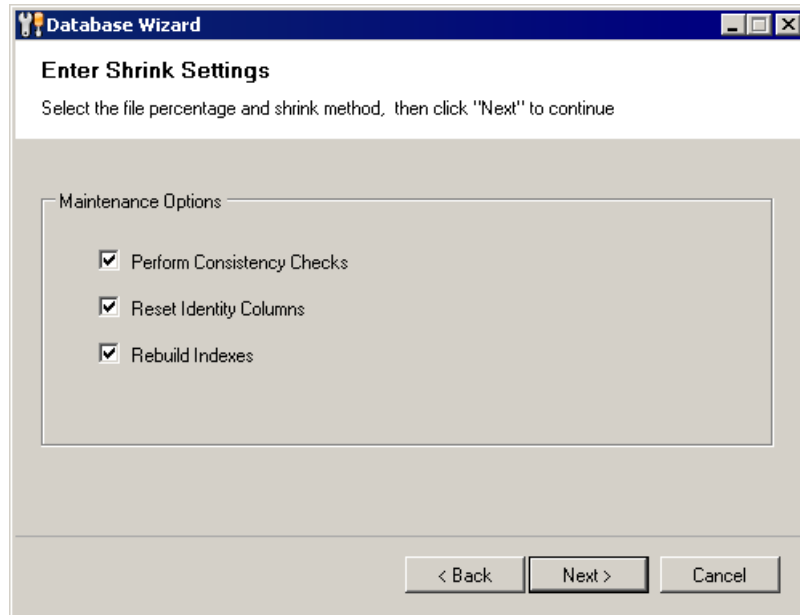 Database Wizard
Enter Shrink Settings
Select the file percentage and shrink method,  then click "Next" to continue
Maintenance Options
Perform Consistency Checks
Reset Identity Columns
Rebuild Indexes
< Back
Next >
Cancel